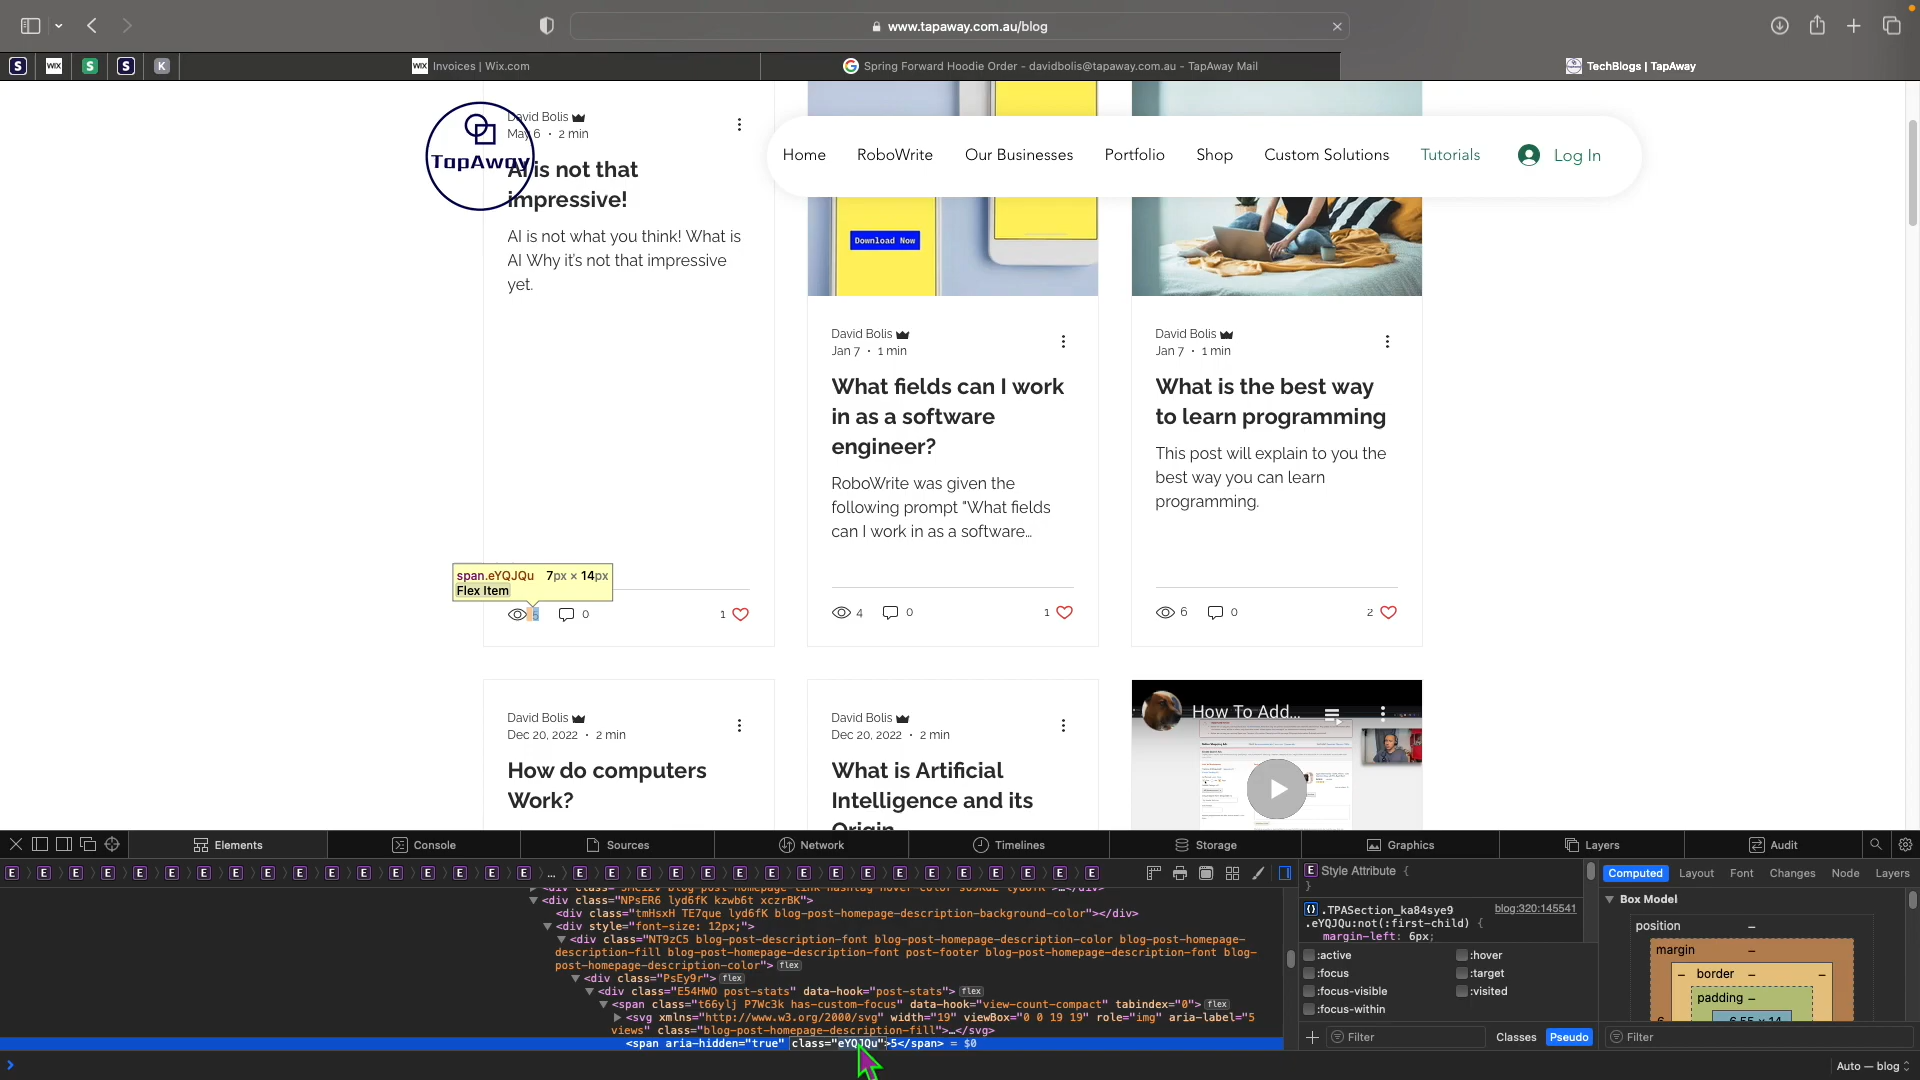 www.tapaway.com.au/blog
S
WIX
S
S
K
WIX Invoices | Wix.com
Spring Forward Hoodie Order - davidbolis@tapaway.com.au - TapAway Mail
TechBlogs | TapAway
TapAway
Home
RoboWrite
Our Businesses
Portfolio
Shop
Custom Solutions
Tutorials
Log In
David Bolis
May 6 · 2 min
AI is not that
impressive!
AI is not what you think! What is
AI Why it's not that impressive
yet.
span.eYQJQu 7px × 14px
Flex Item
5
0
1
Download Now
David Bolis
Jan 7 · 1 min
What fields can I work
in as a software
engineer?
RoboWrite was given the
following prompt "What fields
can I work in as a software…
4
0
1
David Bolis
Jan 7 · 1 min
What is the best way
to learn programming
This post will explain to you the
best way you can learn
programming.
6
0
2
David Bolis
Dec 20, 2022 · 2 min
How do computers
Work?
David Bolis
Dec 20, 2022 · 2 min
What is Artificial
Intelligence and its
Origin
How To Add...
Elements
Console
Sources
Network
Timelines
Storage
Graphics
Layers
Audit
E E E E E E E E E E E E E E E E E ... E E E E E E E E E E E E E E E E E
<div class="NPsER6 lyd6fK kzwb6t xczrBK">
<div class="tmHsxH TE7que lyd6fK blog-post-homepage-description-background-color"></div>
<div style="font-size: 12px;">
<div class="NT9zC5 blog-post-description-font blog-post-homepage-description-color blog-post-homepage-
description-fill blog-post-homepage-description-font post-footer blog-post-homepage-description-font blog-
post-homepage-description-color"> flex
<div class="PsEy9r"> flex
<div class="E54HWO post-stats" data-hook="post-stats"> flex
<span class="t66ylj P7Wc3k has-custom-focus" data-hook="view-count-compact" tabindex="0"> flex
<svg xmlns="http://www.w3.org/2000/svg" width="19" viewBox="0 0 19 19" role="img" aria-label="5
views" class="blog-post-homepage-description-fill">…</svg>
<span aria-hidden="true" class="eYQJQu">5</span> = $0
E Style Attribute {
}
.TPASection_ka84sye9 blog:320:145541
.eYQJQu:not(:first-child) {
margin-left: 6px;
:active
:hover
:focus
:target
:focus-visible
:visited
:focus-within
Filter
Classes
Pseudo
Computed
Layout
Font
Changes
Node
Layers
Box Model
position –
margin –
– border – –
padding –
6
6.55 × 14
Filter
Auto — blog